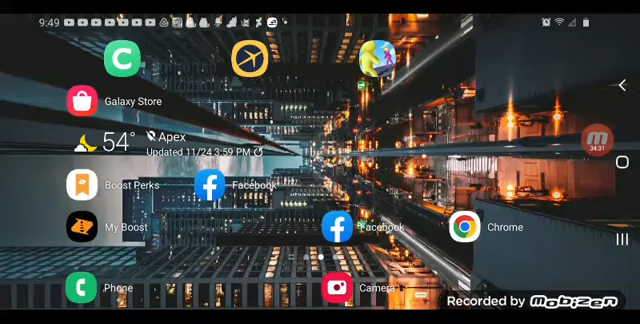 9:49
C
Galaxy Store
54°
Apex
Updated 11/24 3:59 PM
Boost Perks
Facebook
My Boost
Facebook
Chrome
Phone
Camera
34:31
Recorded by Mobizen